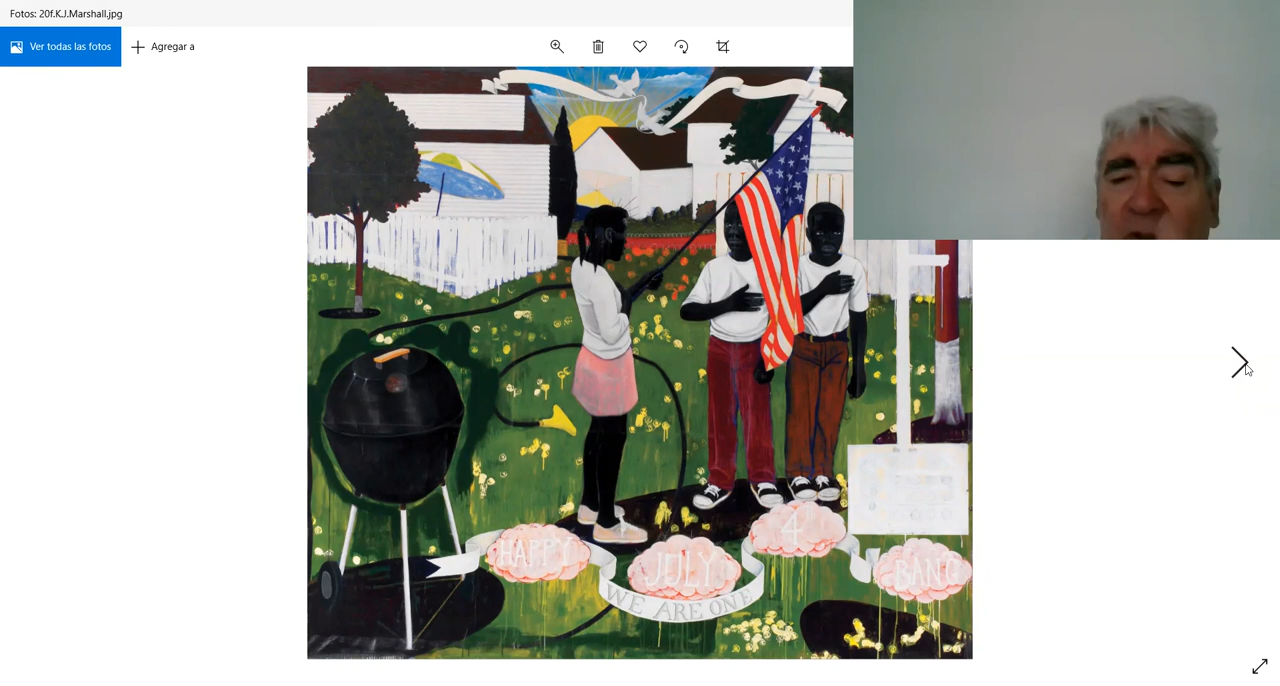 Fotos: 20f.K.J.Marshall.jpg
Ver todas las fotos
Agregar a
HAPPY
4
JULY
BANG
WE ARE ONE